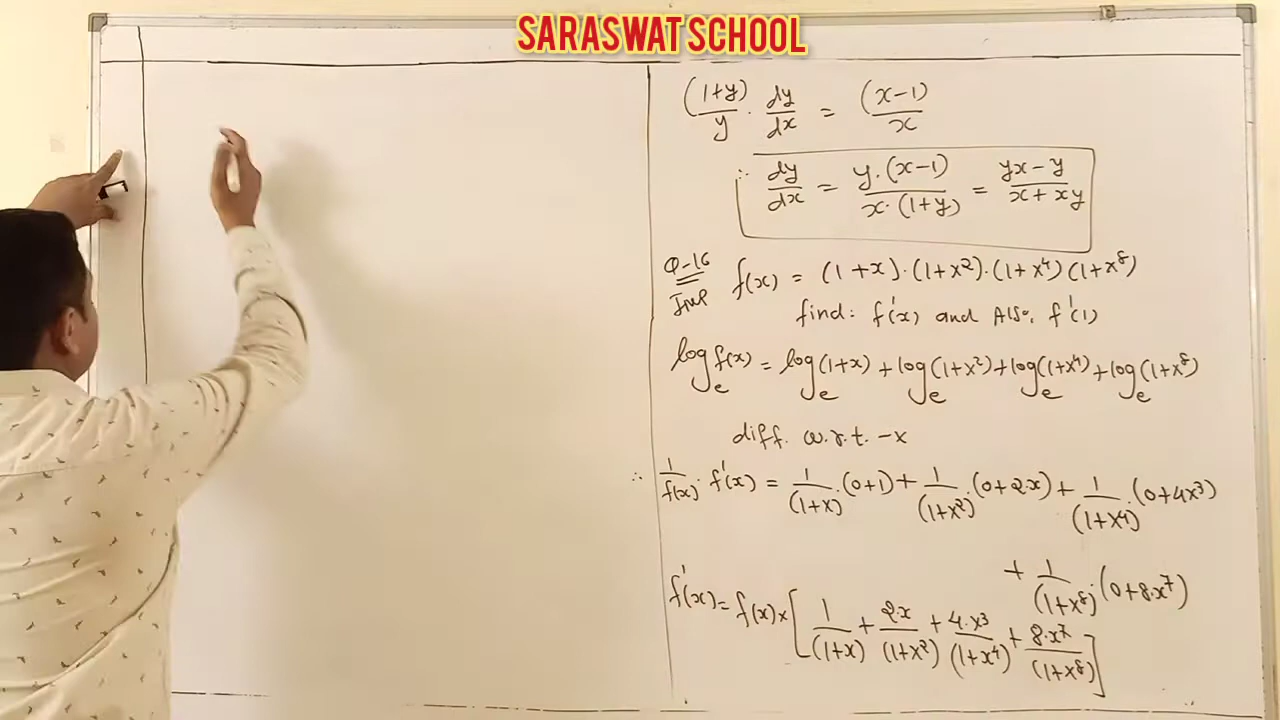 SARASWAT SCHOOL
(1+y)/y · dy/dx = (x-1)/x
∴ dy/dx = y·(x-1)/x·(1+y) = yx-y/x+xy
Q-16 f(x) = (1+x)·(1+x²)·(1+x⁴)(1+x⁸)
Imp find: f'(x) and Also, f'(1)
logₑ f(x) = logₑ(1+x) + logₑ(1+x²) + logₑ(1+x⁴) + logₑ(1+x⁸)
diff. w.r.t. -x
∴ 1/f(x) · f'(x) = 1/(1+x) · (0+1) + 1/(1+x²) · (0+2x) + 1/(1+x⁴) · (0+4x³)
+ 1/(1+x⁸) · (0+8·x⁷)
f'(x) = f(x) × [1/(1+x) + 2·x/(1+x²) + 4·x³/(1+x⁴) + 8·x⁷/(1+x⁸)]